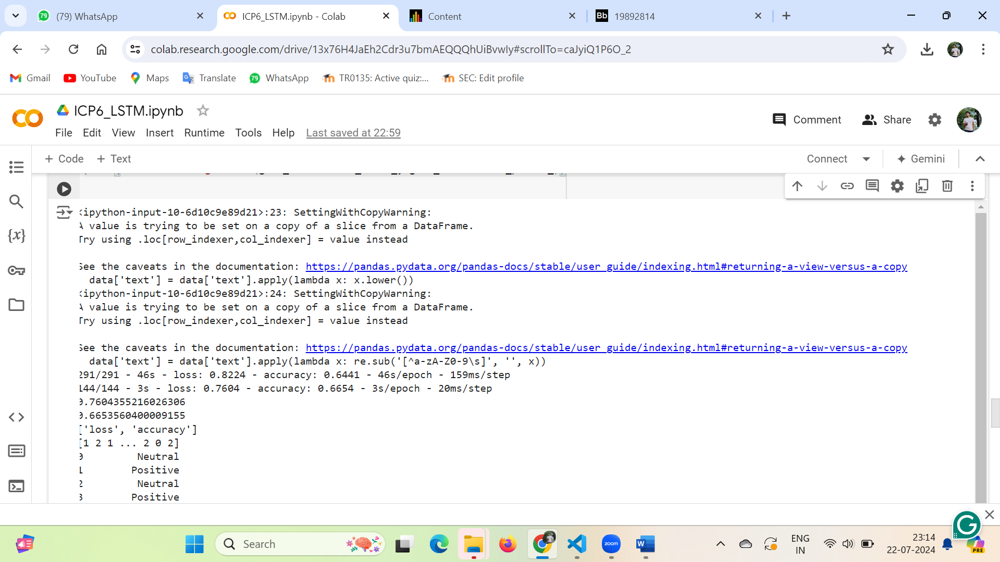 (79) WhatsApp
ICP6_LSTM.ipynb - Colab
Content
Bb 19892814
colab.research.google.com/drive/13x76H4JaEh2Cdr3u7bmAEQQQhUiBvwIy#scrollTo=caJyiQ1P6O_2
Gmail
YouTube
Maps
Translate
WhatsApp
TR0135: Active quiz:...
SEC: Edit profile
ICP6_LSTM.ipynb
Comment
Share
File Edit View Insert Runtime Tools Help Last saved at 22:59
+ Code + Text
Connect
Gemini
<ipython-input-10-6d10c9e89d21>:23: SettingWithCopyWarning:
A value is trying to be set on a copy of a slice from a DataFrame.
Try using .loc[row_indexer,col_indexer] = value instead
See the caveats in the documentation: https://pandas.pydata.org/pandas-docs/stable/user_guide/indexing.html#returning-a-view-versus-a-copy
data['text'] = data['text'].apply(lambda x: x.lower())
<ipython-input-10-6d10c9e89d21>:24: SettingWithCopyWarning:
A value is trying to be set on a copy of a slice from a DataFrame.
Try using .loc[row_indexer,col_indexer] = value instead
See the caveats in the documentation: https://pandas.pydata.org/pandas-docs/stable/user_guide/indexing.html#returning-a-view-versus-a-copy
data['text'] = data['text'].apply(lambda x: re.sub('[^a-zA-Z0-9\s]', '', x))
291/291 - 46s - loss: 0.8224 - accuracy: 0.6441 - 46s/epoch - 159ms/step
144/144 - 3s - loss: 0.7604 - accuracy: 0.6654 - 3s/epoch - 20ms/step
0.7604355216026306
0.6653560400009155
['loss', 'accuracy']
[1 2 1 ... 2 0 2]
0 Neutral
1 Positive
2 Neutral
3 Positive
Search
zoom
ENG
IN
23:14
22-07-2024
PRE